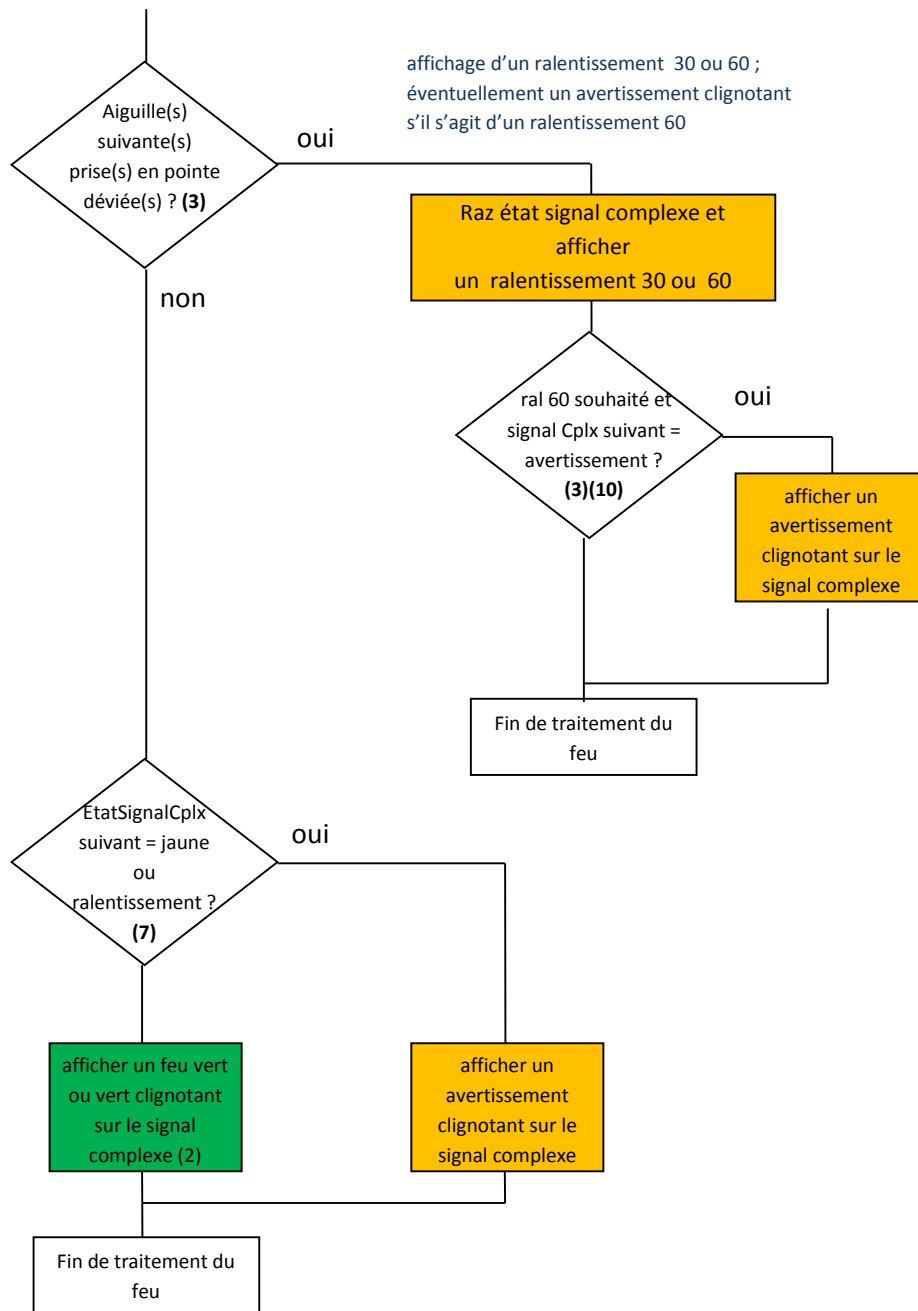 affichage d'un ralentissement 30 ou 60 ;
éventuellement un avertissement clignotant
s'il s'agit d'un ralentissement 60
Aiguille(s)
suivante(s)
prise(s) en pointe
déviée(s) ? (3)
oui
Raz état signal complexe et
afficher
un ralentissement 30 ou 60
non
ral 60 souhaité et
signal Cplx suivant =
avertissement ?
(3)(10)
oui
afficher un
avertissement
clignotant sur le
signal complexe
Fin de traitement du
feu
EtatSignalCplx
suivant = jaune
ou
ralentissement ?
(7)
oui
afficher un feu vert
ou vert clignotant
sur le signal
complexe (2)
afficher un
avertissement
clignotant sur le
signal complexe
Fin de traitement du
feu